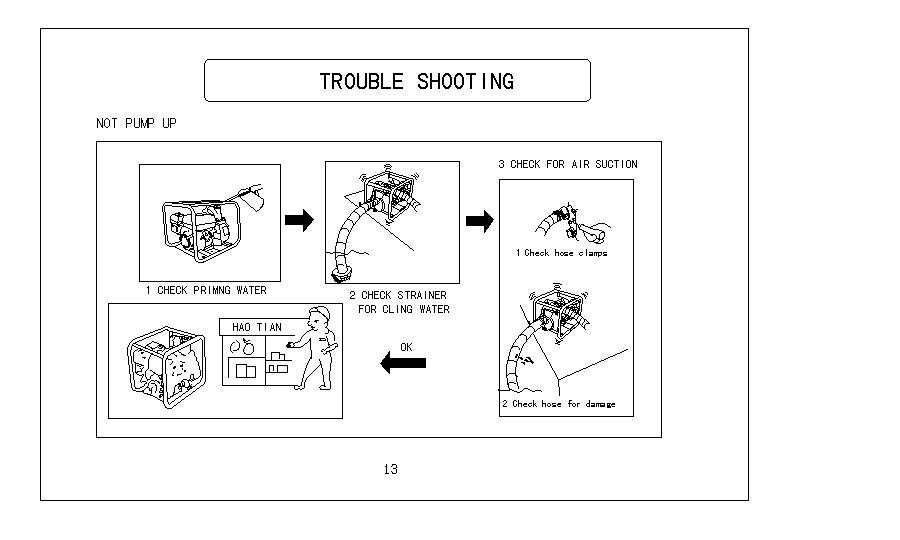 TROUBLE SHOOTING
NOT PUMP UP
1 CHECK PRIMNG WATER
2 CHECK STRAINER
FOR CLING WATER
3 CHECK FOR AIR SUCTION
1 Check hose clamps
2 Check hose for damage
OK
HAO TIAN
13